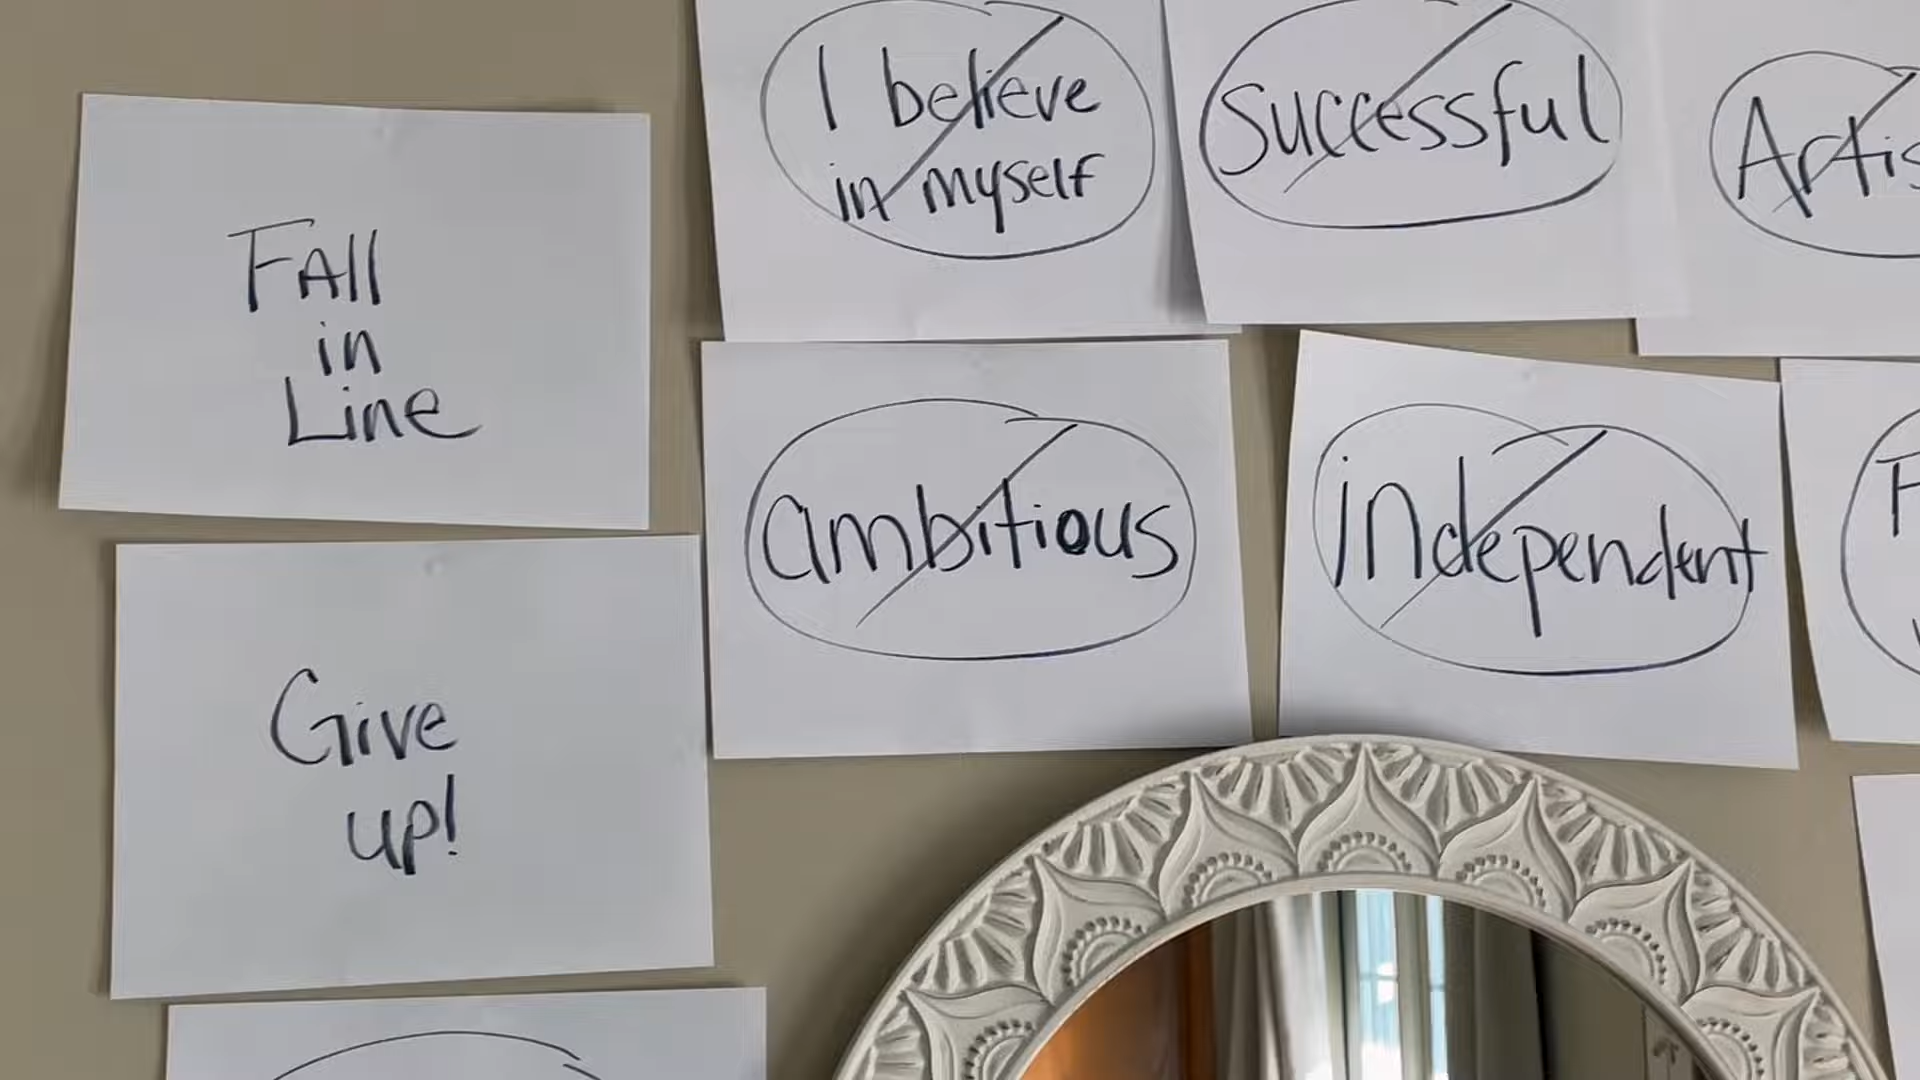 I believe
in myself
Successful
FAll
in
Line
ambitious
independent
Give
up!